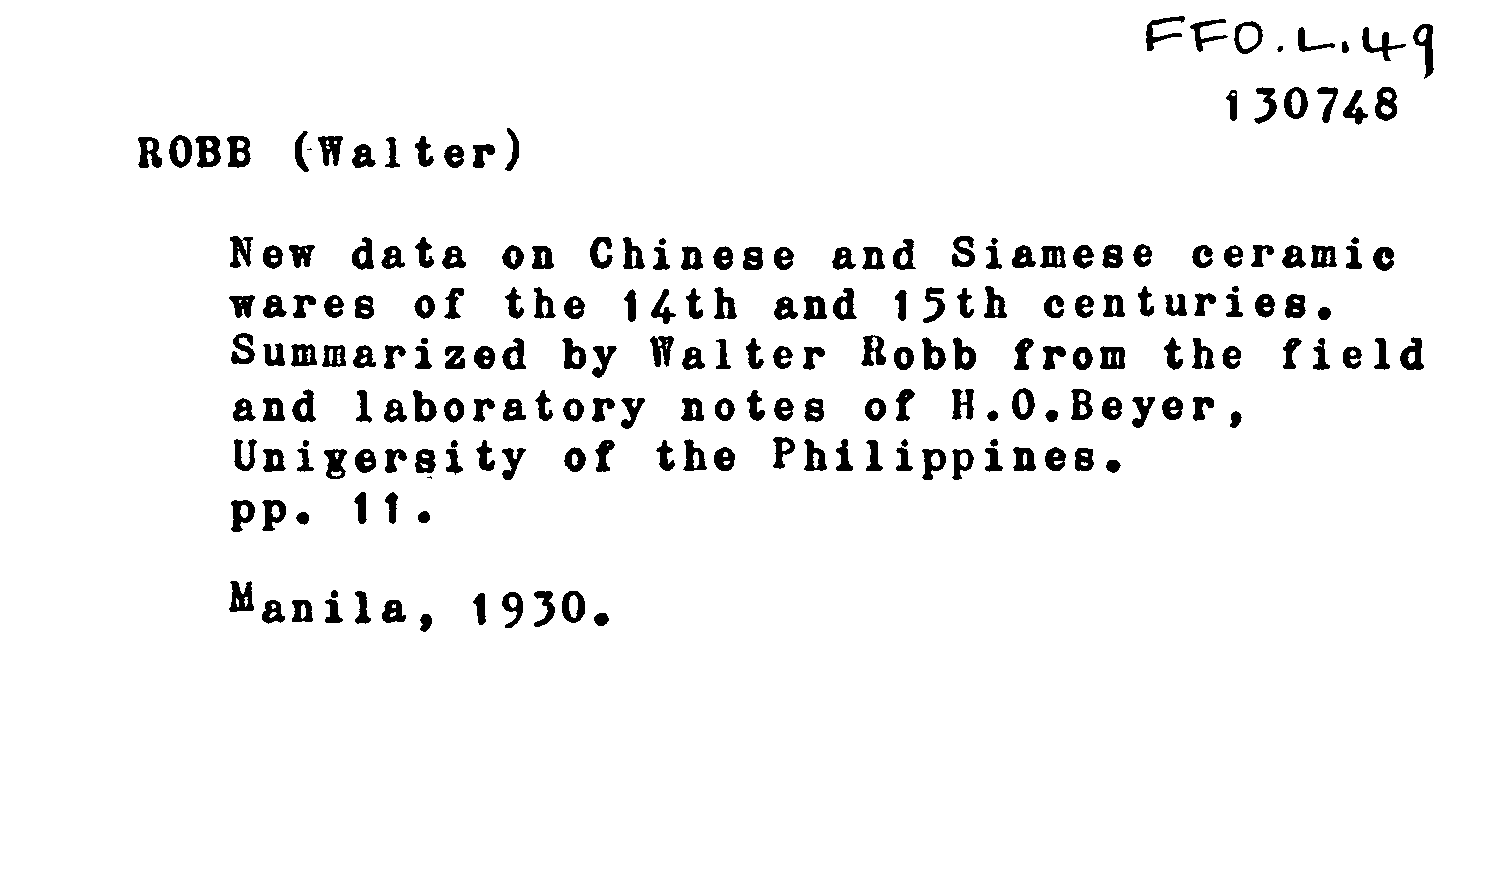 FFO.L.49
130748
ROBB (Walter)
New data on Chinese and Siamese ceramic
wares of the 14th and 15th centuries.
Summarized by Walter Robb from the field
and laboratory notes of H.O.Beyer,
University of the Philippines.
pp. 11.
Manila, 1930.